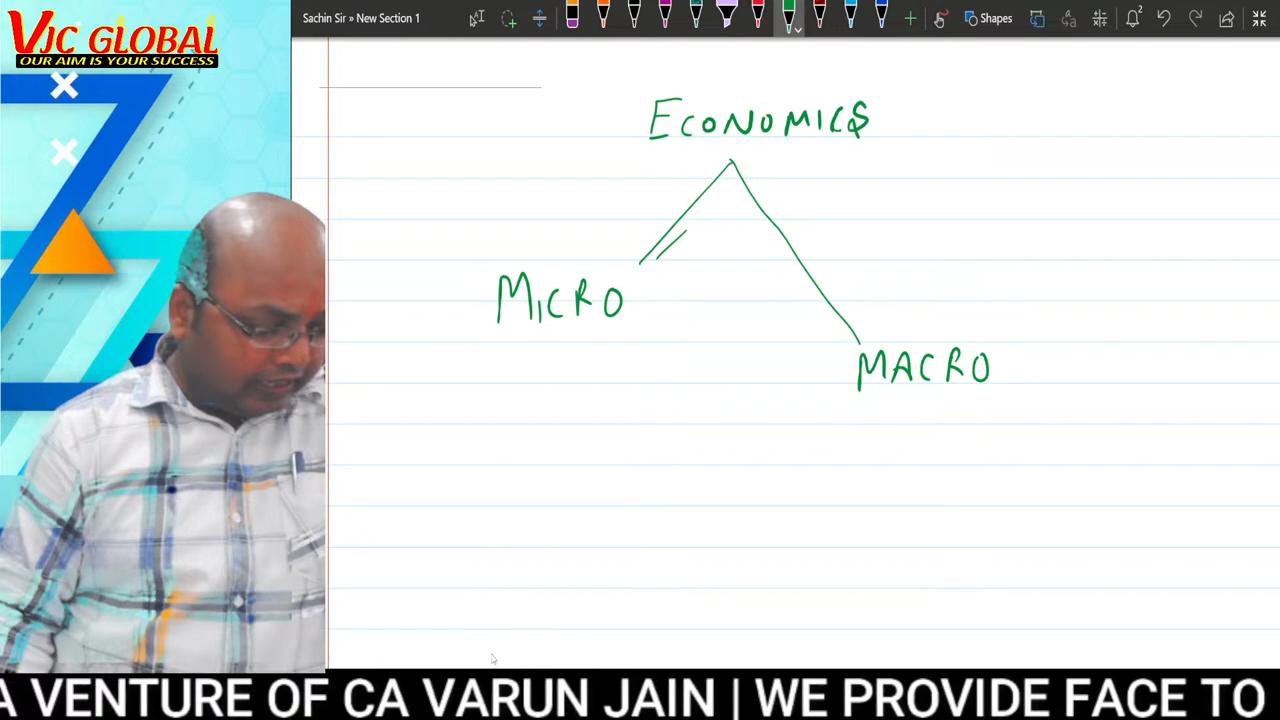 VJC GLOBAL
OUR AIM IS YOUR SUCCESS
Sachin Sir » New Section 1
Shapes
2
ECONOMICS
MICRO
MACRO
A VENTURE OF CA VARUN JAIN | WE PROVIDE FACE TO